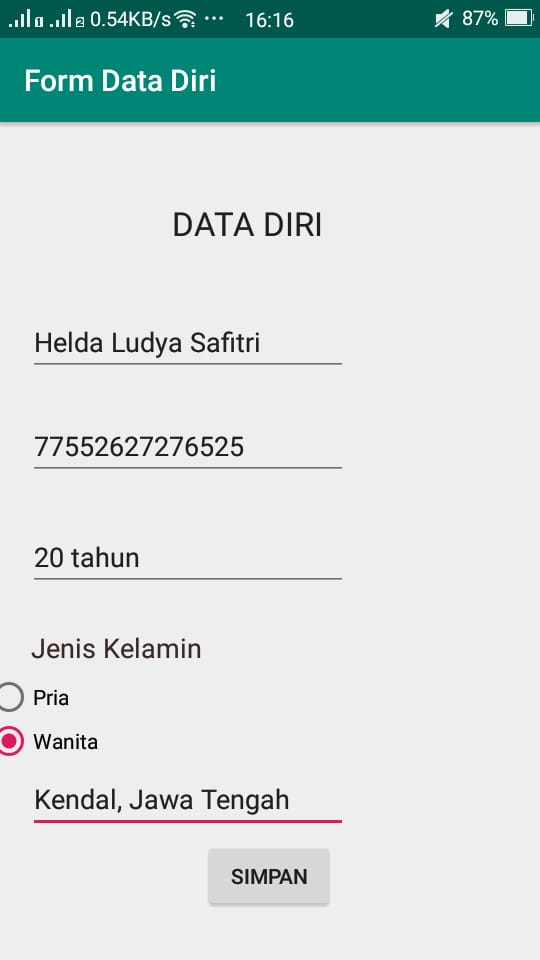 0.54KB/s ... 16:16 87%
Form Data Diri
DATA DIRI
Helda Ludya Safitri
77552627276525
20 tahun
Jenis Kelamin
Pria
Wanita
Kendal, Jawa Tengah
SIMPAN